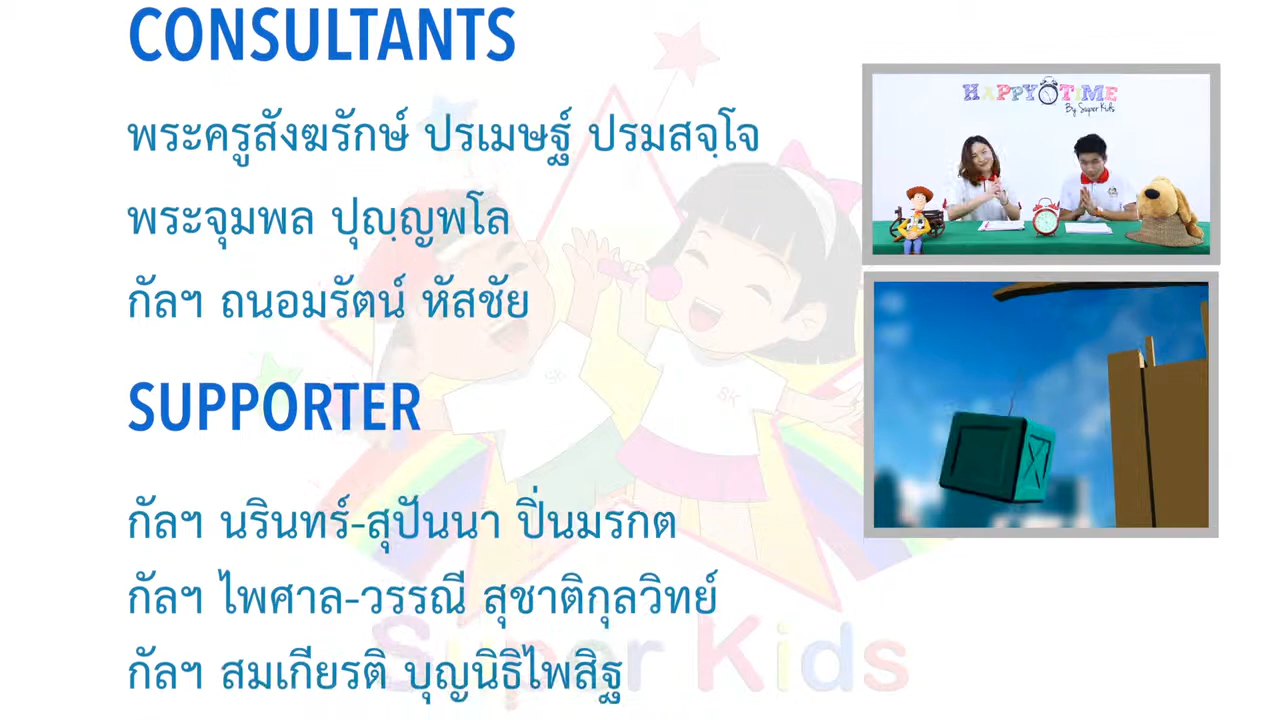 CONSULTANTS
พระครูสังฆรักษ์ ปรเมษฐ์ ปรมสจฺโจ
พระจุมพล ปุญฺญพโล
กัลฯ ถนอมรัตน์ หัสชัย
SUPPORTER
กัลฯ นรินทร์-สุปันนา ปิ่นมรกต
กัลฯ ไพศาล-วรรณี สุชาติกุลวิทย์
กัลฯ สมเกียรติ บุญนิธิไพสิฐ
HAPPY TIME
By Super Kids
SK
SK
Super Kids